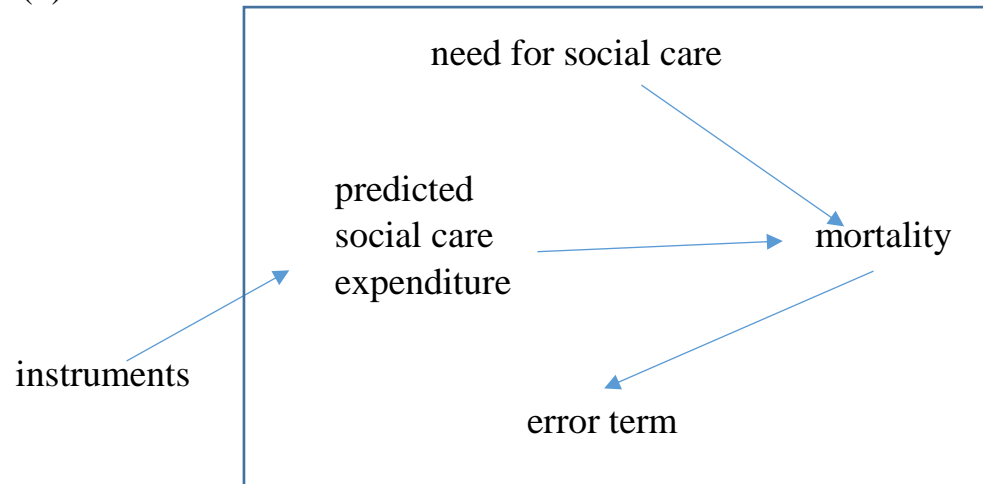 need for social care
predicted
social care
expenditure
mortality
instruments
error term